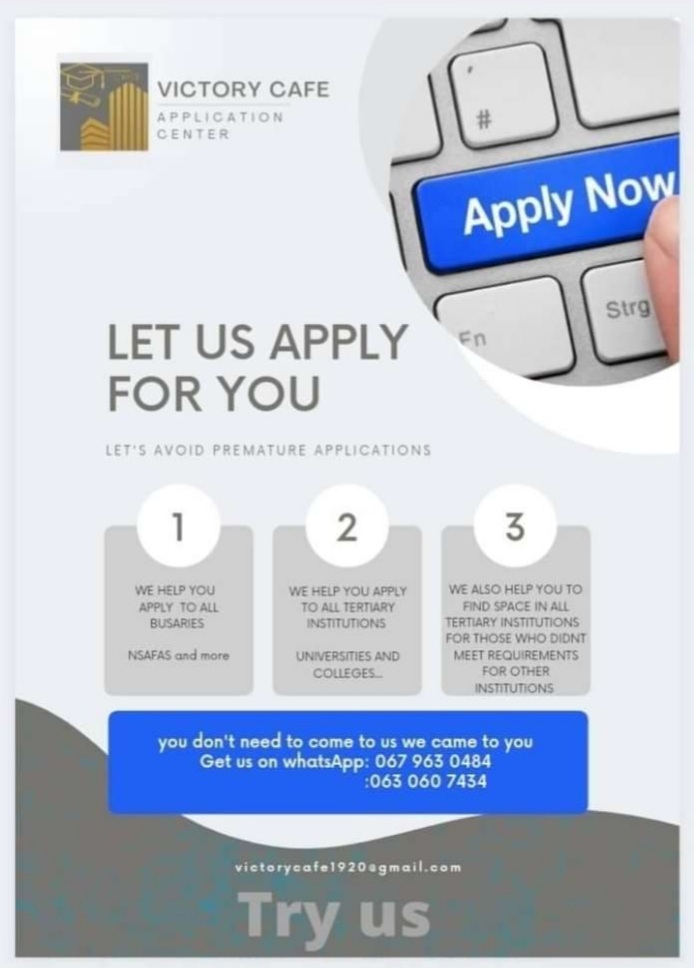 VICTORY CAFE
APPLICATION
CENTER
'
#
Apply Now
Fn
Strg
LET US APPLY
FOR YOU
LET'S AVOID PREMATURE APPLICATIONS
1
WE HELP YOU
APPLY TO ALL
BUSARIES
NSAFAS and more
2
WE HELP YOU APPLY
TO ALL TERTIARY
INSTITUTIONS
UNIVERSITIES AND
COLLEGES...
3
WE ALSO HELP YOU TO
FIND SPACE IN ALL
TERTIARY INSTITUTIONS
FOR THOSE WHO DIDNT
MEET REQUIREMENTS
FOR OTHER
INSTITUTIONS
you don't need to come to us we came to you
Get us on whatsApp: 067 963 0484
:063 060 7434
victorycafe1920@gmail.com
Try us